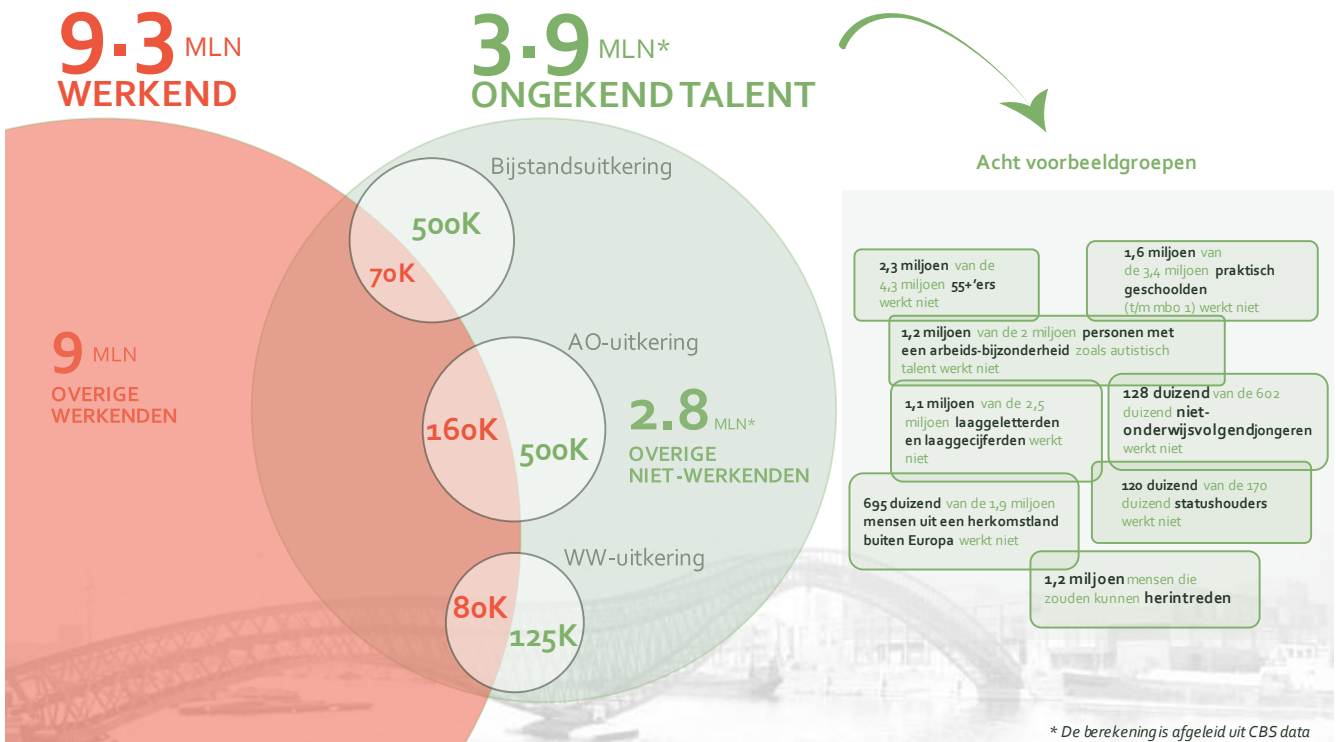 9.3 MLN
WERKEND
3.9 MLN*
ONGEKEND TALENT
9 MLN
OVERIGE
WERKENDEN
Bijstandsuitkering
500K
70K
AO-uitkering
160K
500K
2.8 MLN*
OVERIGE
NIET-WERKENDEN
WW-uitkering
80K
125K
Acht voorbeeldgroepen
2,3 miljoen van de
4,3 miljoen 55+'ers
werkt niet
1,6 miljoen van
de 3,4 miljoen praktisch
geschoolden
(t/m mbo 1) werkt niet
1,2 miljoen van de 2 miljoen personen met
een arbeids-bijzonderheid zoals autistisch
talent werkt niet
1,1 miljoen van de 2,5
miljoen laaggeletterden
en laaggecijferden werkt
niet
128 duizend van de 602
duizend niet-
onderwijsvolgendjongeren
werkt niet
695 duizend van de 1,9 miljoen
mensen uit een herkomstland
buiten Europa werkt niet
120 duizend van de 170
duizend statushouders
werkt niet
1,2 miljoen mensen die
zouden kunnen herintreden
* De berekening is afgeleid uit CBS data